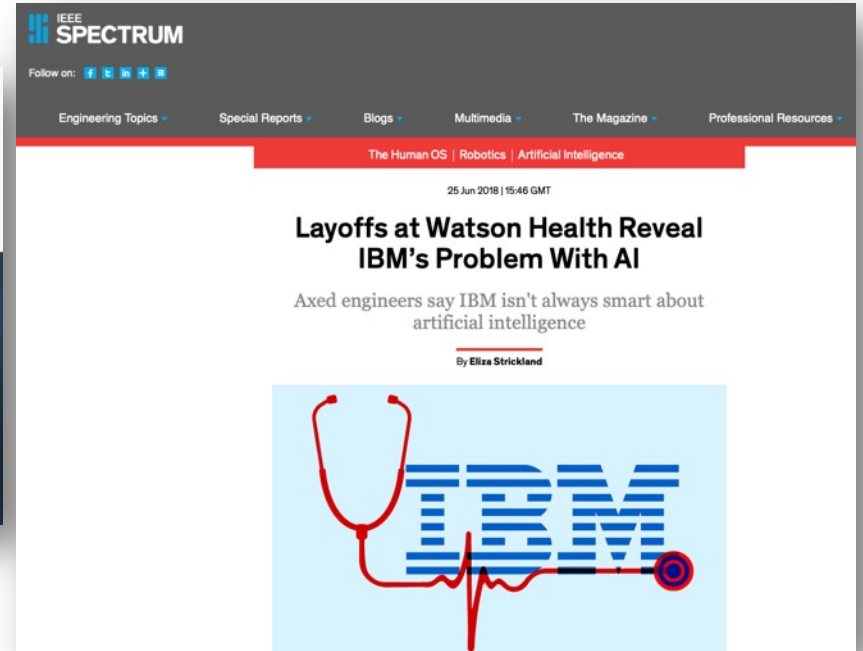 IEEE
SPECTRUM
Follow on:
Engineering Topics Special Reports Blogs Multimedia The Magazine Professional Resources
The Human OS | Robotics | Artificial Intelligence
25 Jun 2018 | 15:46 GMT
Layoffs at Watson Health Reveal
IBM's Problem With AI
Axed engineers say IBM isn't always smart about
artificial intelligence
By Eliza Strickland
IBM